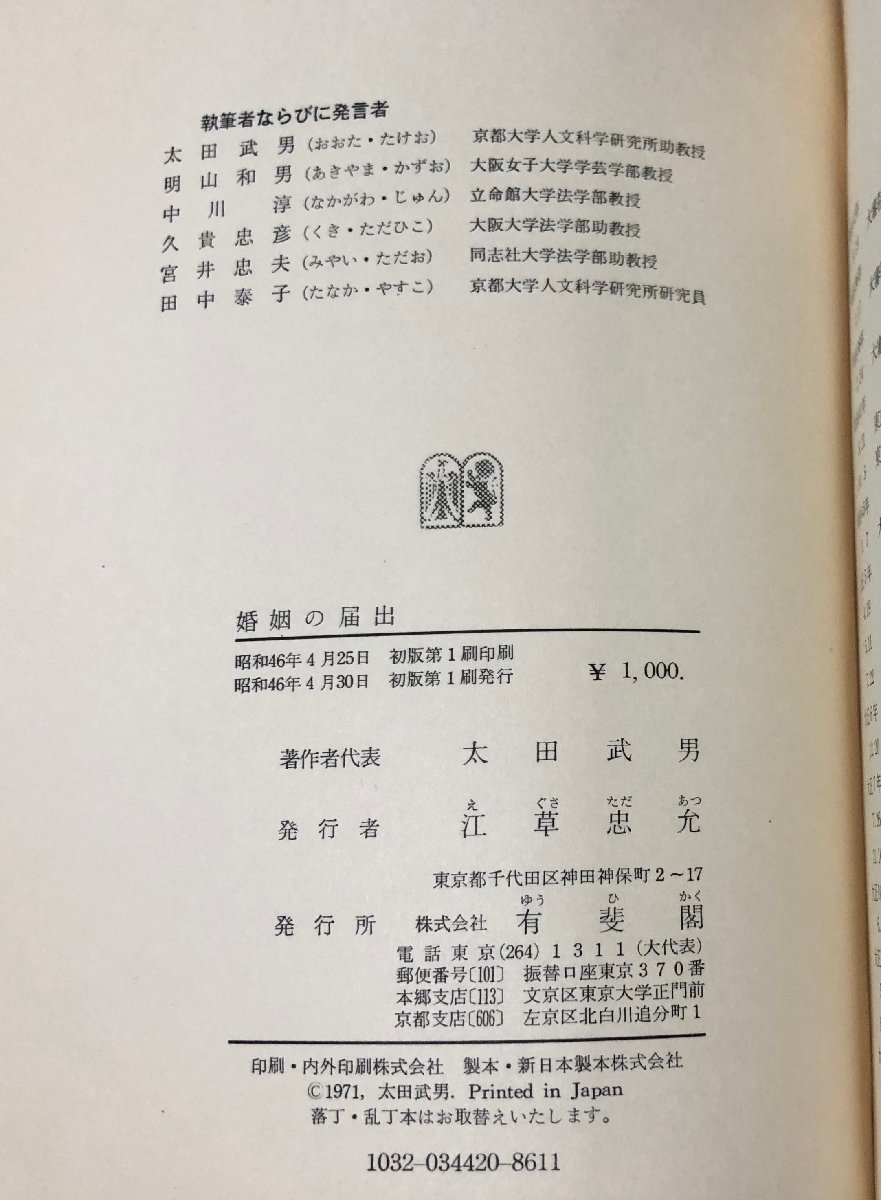 執筆者ならびに発言者
太田武男(おおた・たけお) 京都大学人文科学研究所助教授
明山和男(あきやま・かずお) 大阪女子大学学芸学部教授
中川淳(なかがわ・じゅん) 立命館大学法学部教授
久貴忠彦(くき・ただひこ) 大阪大学法学部助教授
宮井忠夫(みやい・ただお) 同志社大学法学部助教授
田中泰子(たなか・やすこ) 京都大学人文科学研究所研究員
婚姻の届出
昭和46年4月25日 初版第1刷印刷
昭和46年4月30日 初版第1刷発行
¥ 1,000.
著作者代表 太田武男
え ぐさ ただ あつ
発行者 江草忠允
東京都千代田区神田神保町2～17
ゆう ひ かく
発行所 株式会社 有斐閣
電話東京(264)1311(大代表)
郵便番号〔101〕 振替口座東京370番
本郷支店〔113〕 文京区東京大学正門前
京都支店〔606〕 左京区北白川追分町1
印刷・内外印刷株式会社 製本・新日本製本株式会社
©1971, 太田武男. Printed in Japan
落丁・乱丁本はお取替えいたします。
1032-034420-8611